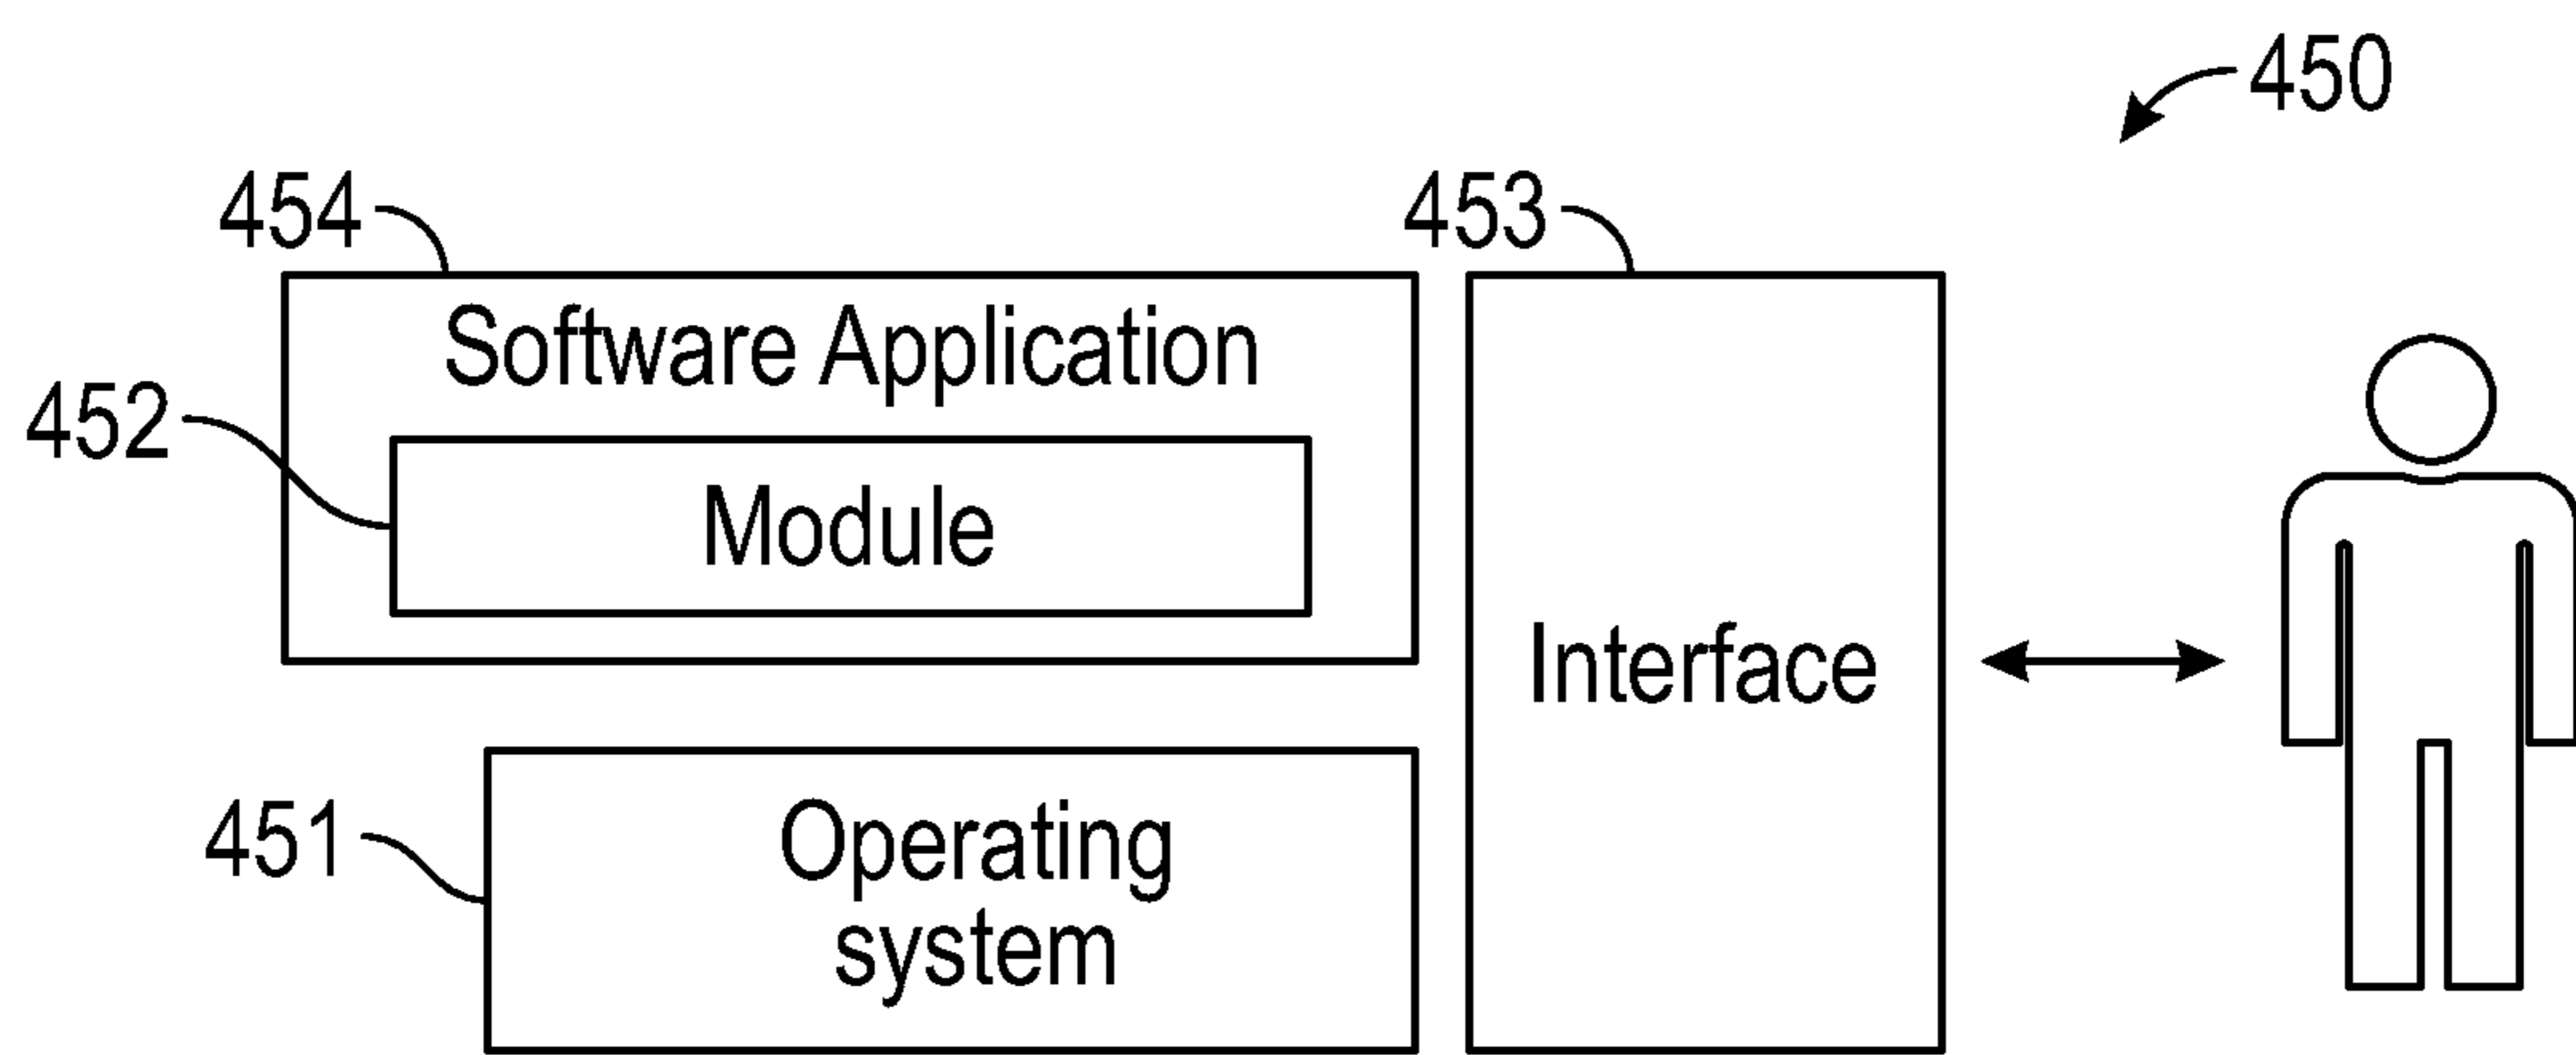 450
454
453
Software Application
452
Module
Interface
451
Operating
system